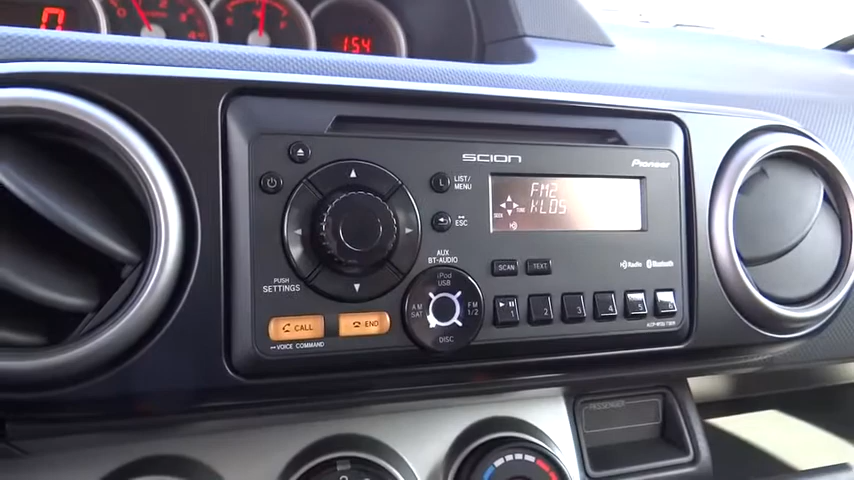 0
154
SCION
Pioneer
LIST/
MENU
ESC
FM2
KLOS
SEEK
TUNE
AUX
BT-AUDIO
SCAN
TEXT
HD Radio
Bluetooth
PUSH
SETTINGS
iPod
USB
AM
SAT
FM
1/2
DISC
1
2
3
4
5
6
CALL
END
VOICE COMMAND
PASSENGER